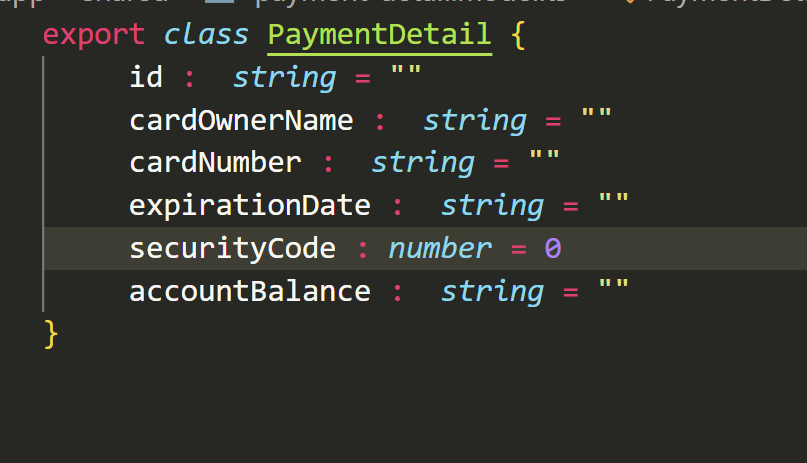 export class PaymentDetail {
id :  string = ""
cardOwnerName :  string = ""
cardNumber :  string = ""
expirationDate :  string = ""
securityCode : number = 0
accountBalance :  string = ""
}